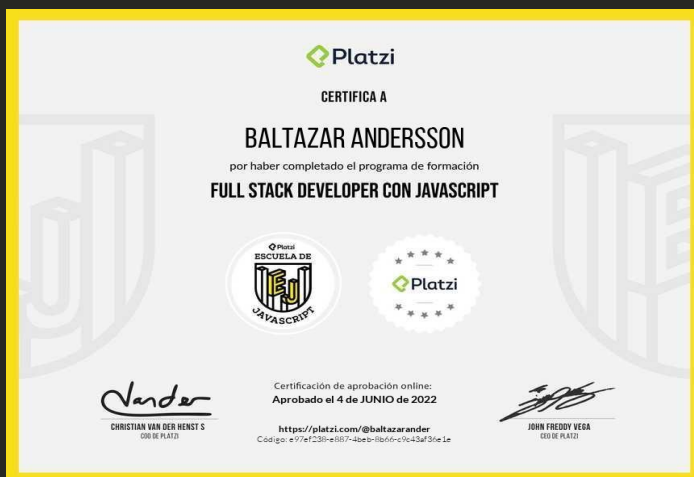 Platzi
CERTIFICA A
BALTAZAR ANDERSSON
por haber completado el programa de formación
FULL STACK DEVELOPER CON JAVASCRIPT
Platzi
ESCUELA DE
EJ
JAVASCRIPT
Platzi
Vander
CHRISTIAN VAN DER HENST S
COO DE PLATZI
Certificación de aprobación online:
Aprobado el 4 de JUNIO de 2022
https://platzi.com/@baltazarander
Código: e97ef238-e887-4beb-8b66-c9c43af36e1e
JOHN FREDDY VEGA
CEO DE PLATZI